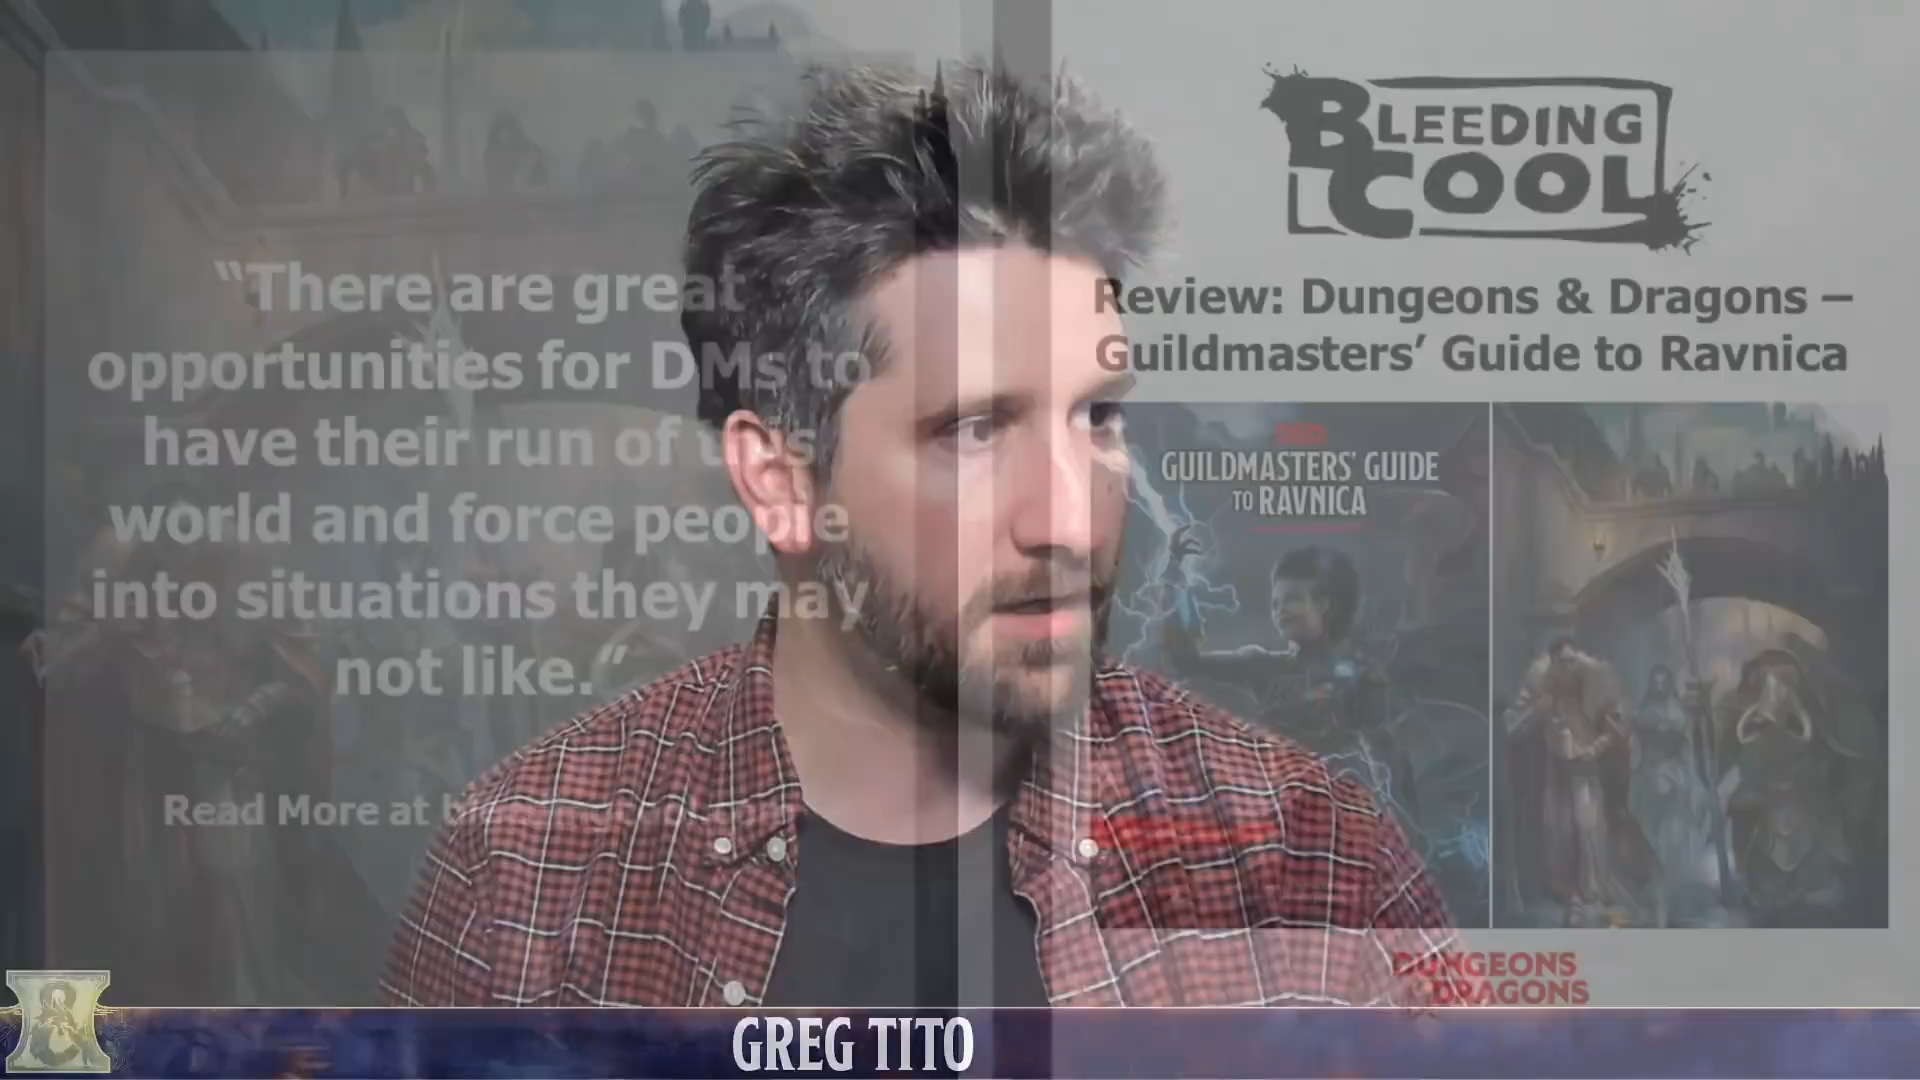 “There are great
opportunities for DMs to
have their run of this
world and force people
into situations they may
not like.”
Read More at
BLEEDING
COOL
Review: Dungeons & Dragons –
Guildmasters’ Guide to Ravnica
GUILDMASTERS’ GUIDE
TO RAVNICA
DUNGEONS
& DRAGONS
GREG TITO